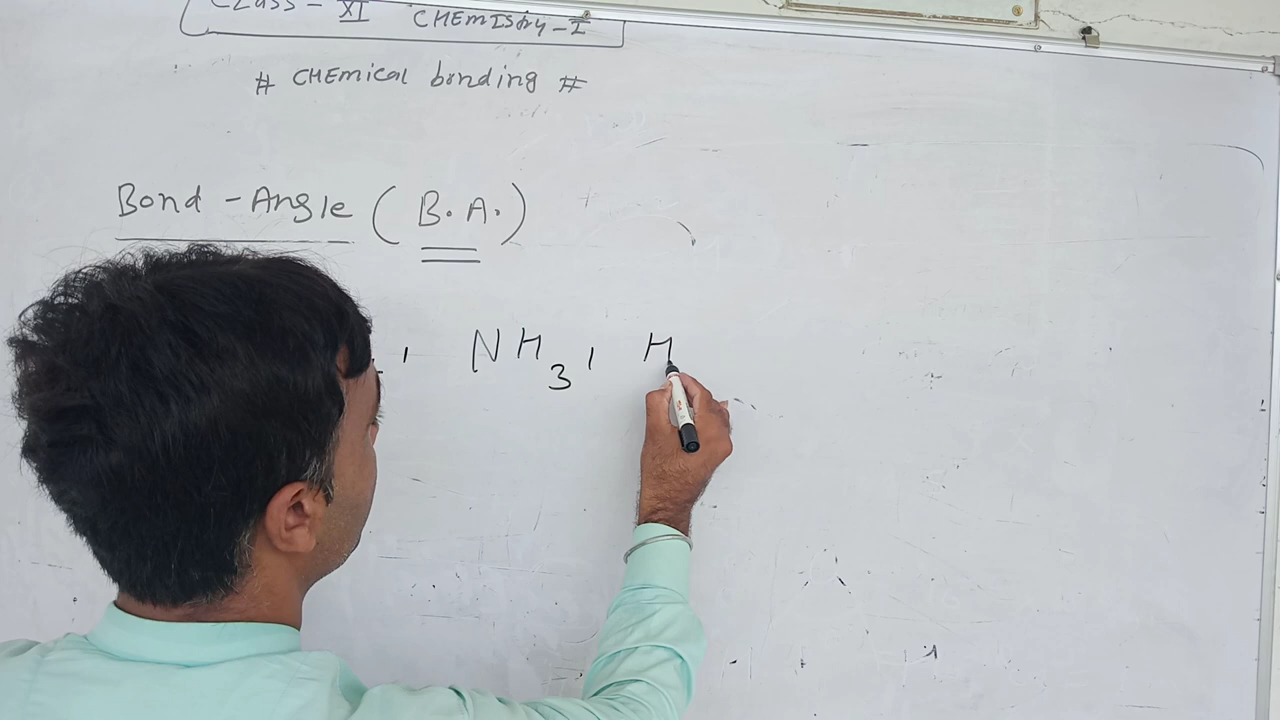 Class - XI CHEMIStry - I
# CHEMical bonding #
Bond - Angle ( B.A. )
, NH3, H